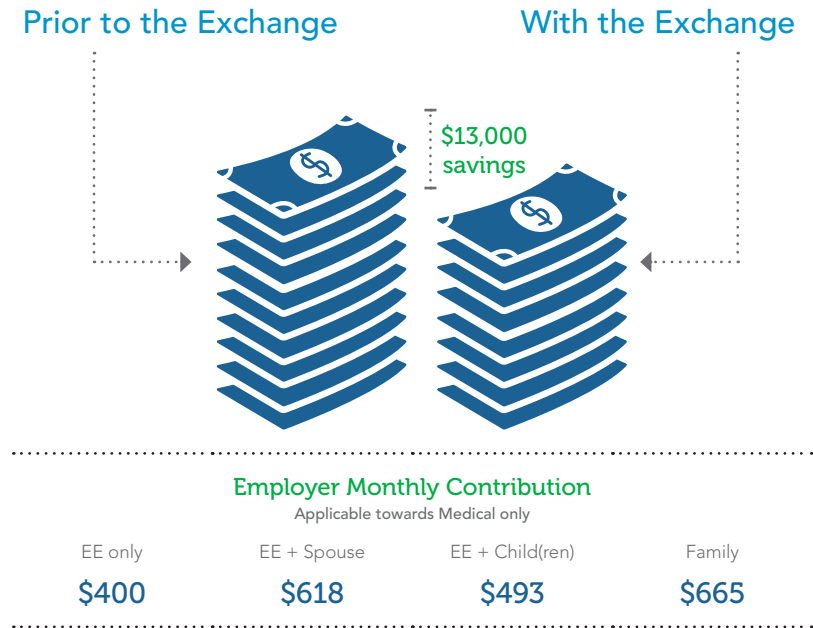 Prior to the Exchange
With the Exchange
$13,000
savings
$
$
Employer Monthly Contribution
Applicable towards Medical only
EE only
EE + Spouse
EE + Child(ren)
Family
$400
$618
$493
$665